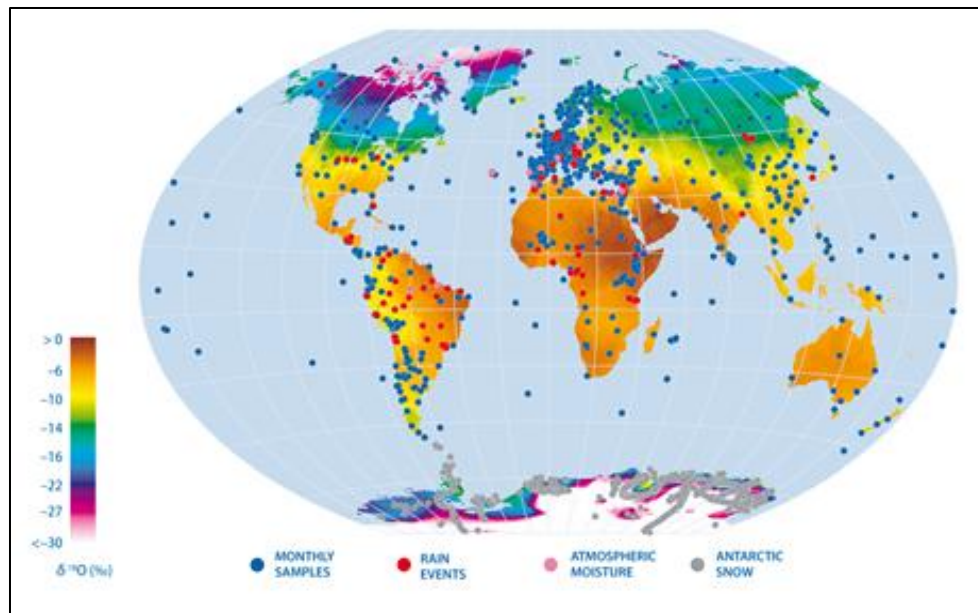 > 0
–6
–10
–14
–16
–22
–27
<–30
δ ¹⁸O (‰)
MONTHLY
SAMPLES
RAIN
EVENTS
ATMOSPHERIC
MOISTURE
ANTARCTIC
SNOW